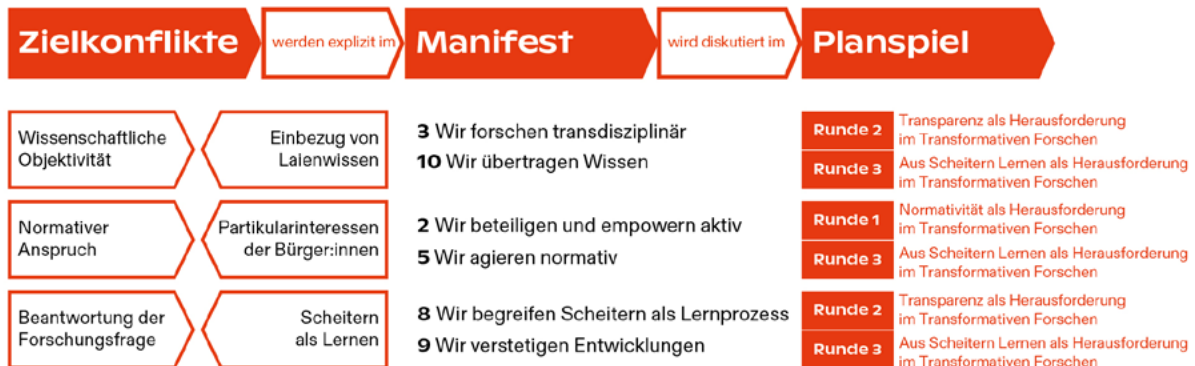 Zielkonflikte werden explizit im Manifest wird diskutiert im Planspiel
Wissenschaftliche
Objektivität
Einbezug von
Laienwissen
3 Wir forschen transdisziplinär
10 Wir übertragen Wissen
Runde 2 Transparenz als Herausforderung
im Transformativen Forschen
Runde 3 Aus Scheitern Lernen als Herausforderung
im Transformativen Forschen
Normativer
Anspruch
Partikularinteressen
der Bürger:innen
2 Wir beteiligen und empowern aktiv
5 Wir agieren normativ
Runde 1 Normativität als Herausforderung
im Transformativen Forschen
Runde 3 Aus Scheitern Lernen als Herausforderung
im Transformativen Forschen
Beantwortung der
Forschungsfrage
Scheitern
als Lernen
8 Wir begreifen Scheitern als Lernprozess
9 Wir verstetigen Entwicklungen
Runde 2 Transparenz als Herausforderung
im Transformativen Forschen
Runde 3 Aus Scheitern Lernen als Herausforderung
im Transformativen Forschen